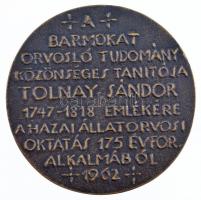 + A +
BARMOKAT
ORVOSLÓ TUDOMÁNY
KÖZÖNSÉGES TANÍTÓJA
TOLNAY SÁNDOR
1747-1818 EMLÉKÉRE
A HAZAI ÁLLATORVOSI
OKTATÁS 175 ÉVFOR.
ALKALMÁBÓL
+ 1962 +